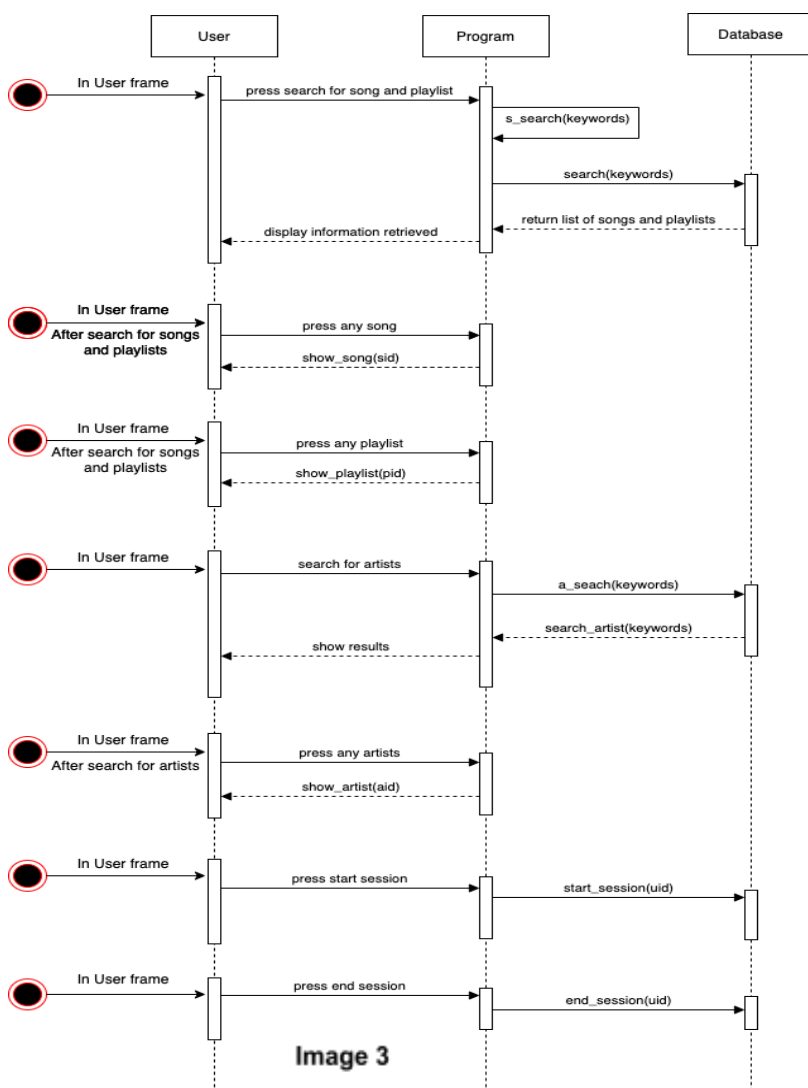 User
Program
Database
In User frame
press search for song and playlist
s_search(keywords)
search(keywords)
return list of songs and playlists
display information retrieved
In User frame
After search for songs
and playlists
press any song
show_song(sid)
In User frame
After search for songs
and playlists
press any playlist
show_playlist(pid)
In User frame
search for artists
a_seach(keywords)
search_artist(keywords)
show results
In User frame
After search for artists
press any artists
show_artist(aid)
In User frame
press start session
start_session(uid)
In User frame
press end session
end_session(uid)
Image 3